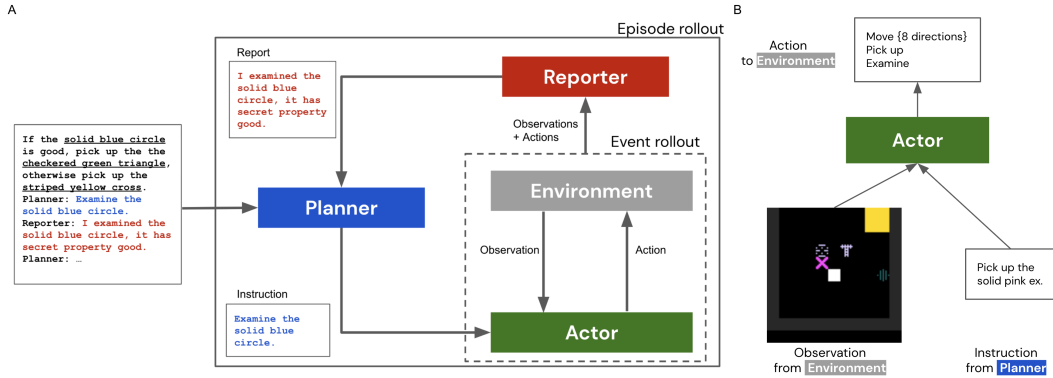 A
Episode rollout
Report
I examined the
solid blue
circle, it has
secret property
good.
Reporter
Observations
+ Actions
Event rollout
If the solid blue circle
is good, pick up the the
checkered green triangle,
otherwise pick up the
striped yellow cross.
Planner: Examine the
solid blue circle.
Reporter: I examined the
solid blue circle, it has
secret property good.
Planner: …
Planner
Environment
Observation
Action
Instruction
Examine the
solid blue
circle.
Actor
B
Action
to Environment
Move {8 directions}
Pick up
Examine
Actor
Pick up the
solid pink ex.
Observation
from Environment
Instruction
from Planner